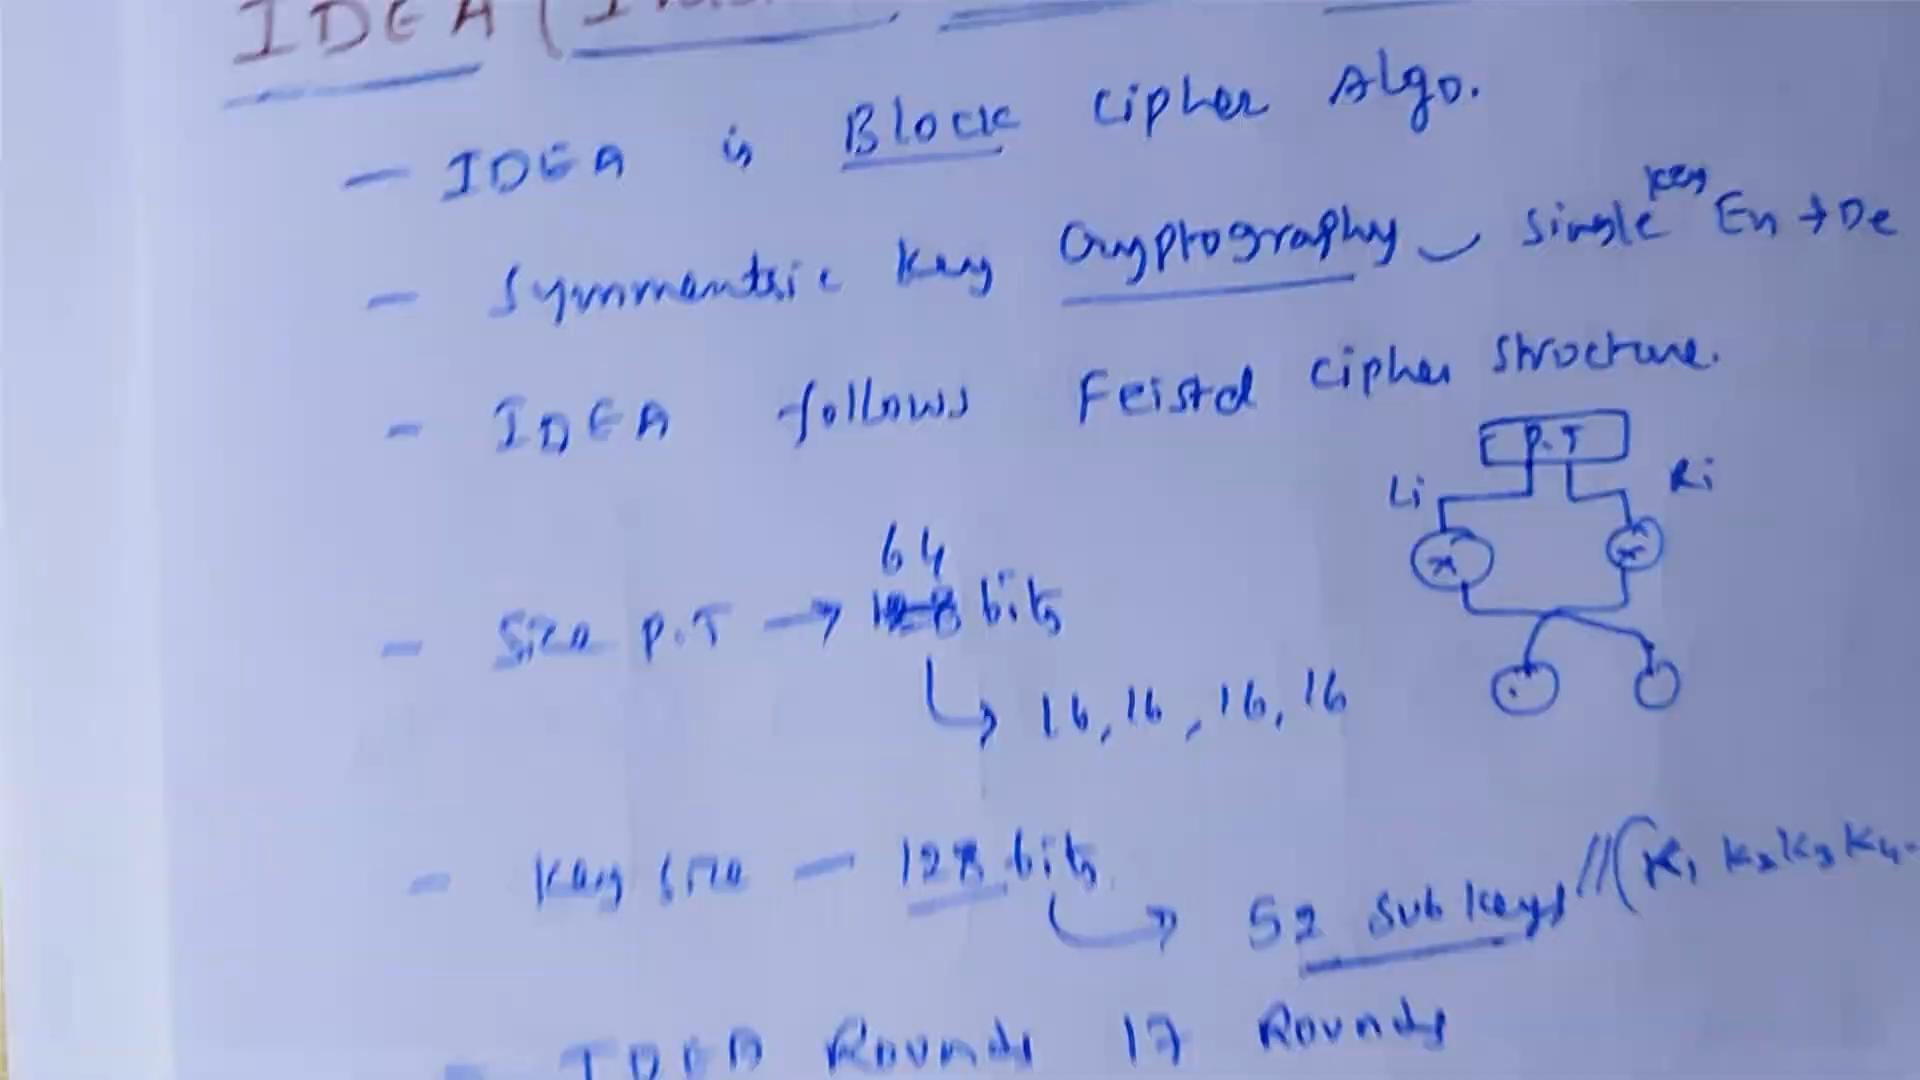 IDEA (
- IDEA is Block cipher Algo.
- Symmentric key Cryptography - single key En → De
- IDEA follows Feistel cipher structure.
P.T
Li Ri
64
- Size P.T → 128 bits
→ 16, 16, 16, 16
- Key size - 128 bits
→ 52 Sub keys // (K1 K2 K3 K4-
- IDEA Rounds 17 Rounds